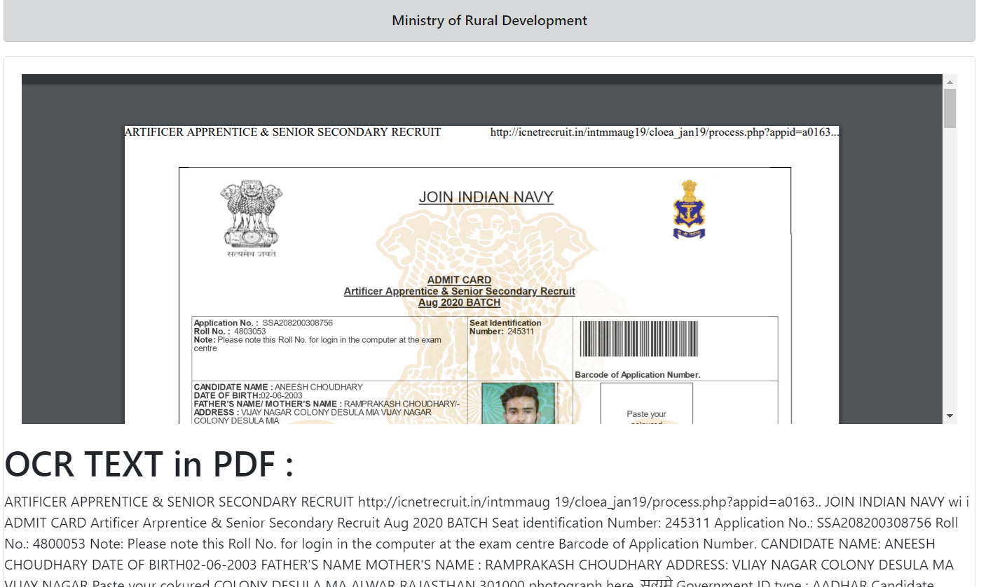 Ministry of Rural Development
ARTIFICER APPRENTICE & SENIOR SECONDARY RECRUIT http://icnetrecruit.in/intmmaug19/cloea_jan19/process.php?appid=a0163...
JOIN INDIAN NAVY
सत्यमेव जयते
ADMIT CARD
Artificer Apprentice & Senior Secondary Recruit
Aug 2020 BATCH
Application No. : SSA208200308756
Roll No. : 4803053
Note: Please note this Roll No. for login in the computer at the exam
centre
Seat Identification
Number: 245311
Barcode of Application Number.
CANDIDATE NAME : ANEESH CHOUDHARY
DATE OF BIRTH:02-06-2003
FATHER'S NAME/ MOTHER'S NAME : RAMPRAKASH CHOUDHARY/-
ADDRESS : VIJAY NAGAR COLONY DESULA MIA VIJAY NAGAR
COLONY DESULA MIA
Paste your
coloured
OCR TEXT in PDF :
ARTIFICER APPRENTICE & SENIOR SECONDARY RECRUIT http://icnetrecruit.in/intmmaug 19/cloea_jan19/process.php?appid=a0163.. JOIN INDIAN NAVY wi i
ADMIT CARD Artificer Arprentice & Senior Secondary Recruit Aug 2020 BATCH Seat identification Number: 245311 Application No.: SSA208200308756 Roll
No.: 4800053 Note: Please note this Roll No. for login in the computer at the exam centre Barcode of Application Number. CANDIDATE NAME: ANEESH
CHOUDHARY DATE OF BIRTH02-06-2003 FATHER'S NAME MOTHER'S NAME : RAMPRAKASH CHOUDHARY ADDRESS: VLIAY NAGAR COLONY DESULA MA
VIJAY NAGAR Paste your cokured COLONY DESULA MA ALWAR RAJASTHAN 301000 photograph here. सत्यमे Government ID type : AADHAR Candidate